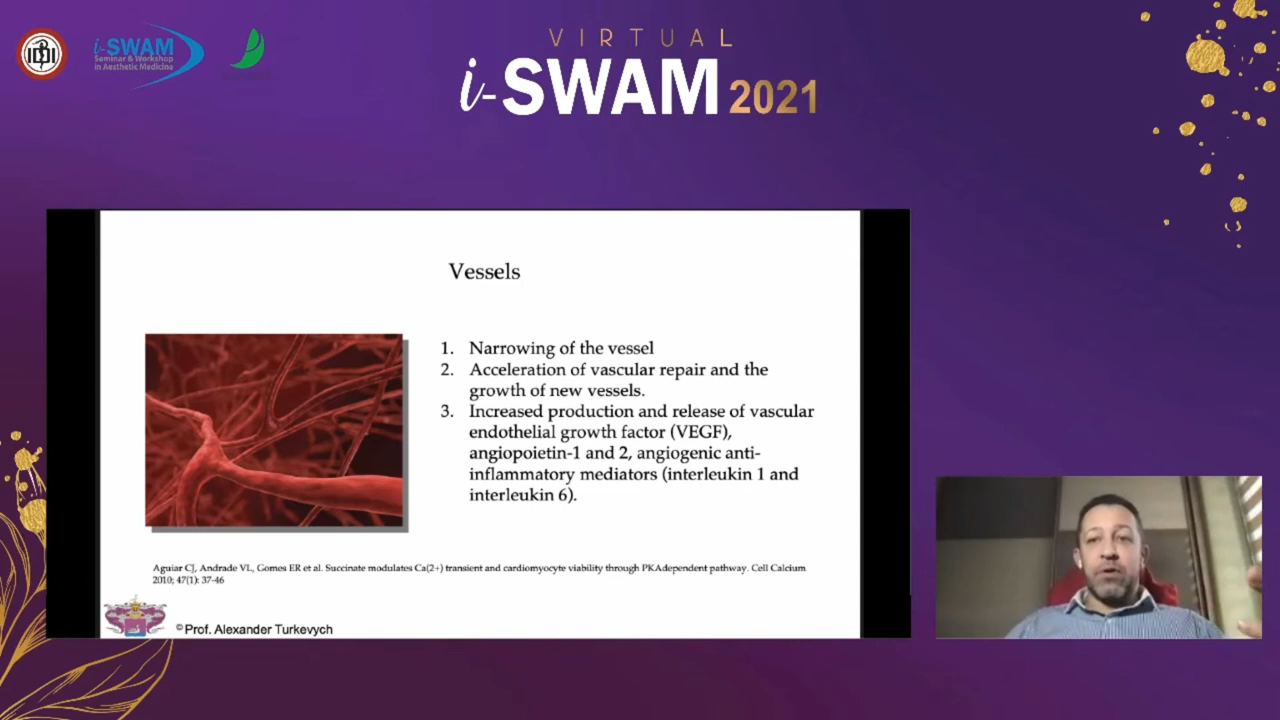 IDI
i-SWAM
Seminar & Workshop
in Aesthetic Medicine
VIRTUAL
i-SWAM 2021
Vessels
1. Narrowing of the vessel
2. Acceleration of vascular repair and the
growth of new vessels.
3. Increased production and release of vascular
endothelial growth factor (VEGF),
angiopoietin-1 and 2, angiogenic anti-
inflammatory mediators (interleukin 1 and
interleukin 6).
Aguiar CJ, Andrade VL, Gomes ER et al. Succinate modulates Ca(2+) transient and cardiomyocyte viability through PKAdependent pathway. Cell Calcium
2010; 47(1): 37-46
©Prof. Alexander Turkevych